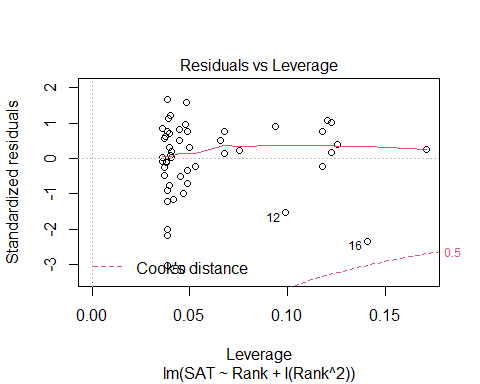 Residuals vs Leverage
Standardized residuals
2
1
0
-1
-2
-3
12
16
0.5
Cook's distance
0.00
0.05
0.10
0.15
Leverage
lm(SAT ~ Rank + I(Rank^2))